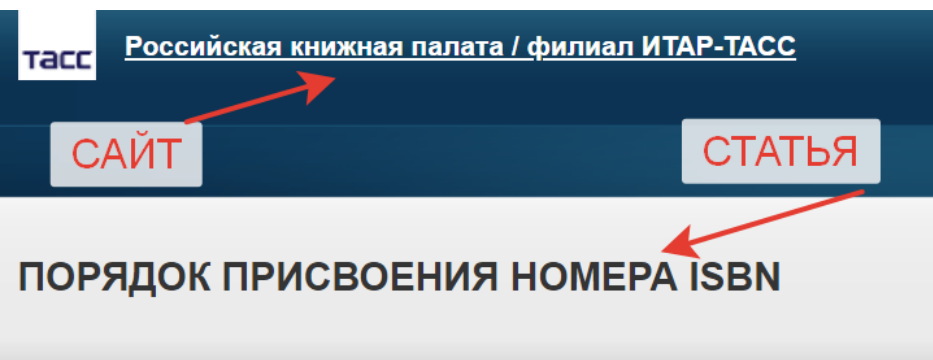 тасс
Российская книжная палата / филиал ИТАР-ТАСС
САЙТ
СТАТЬЯ
ПОРЯДОК ПРИСВОЕНИЯ НОМЕРА ISBN